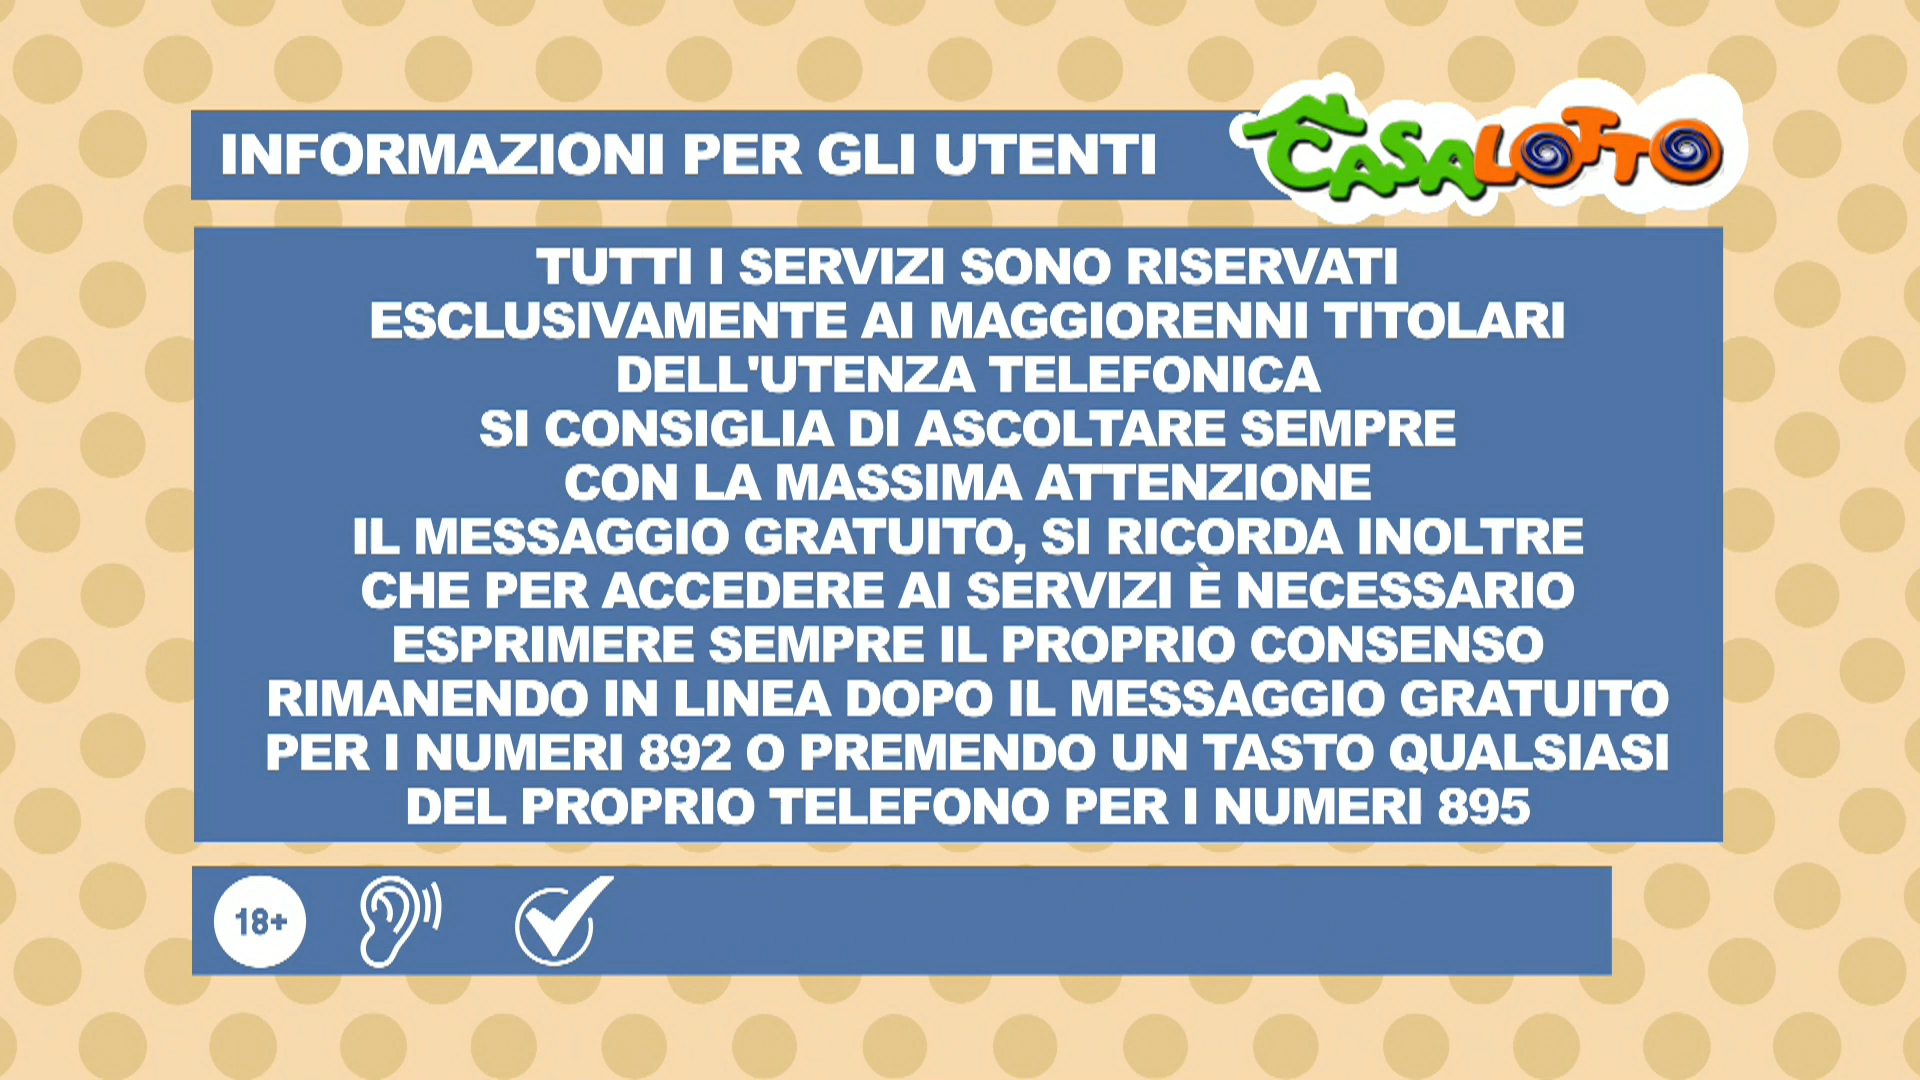 INFORMAZIONI PER GLI UTENTI
CASALOTTO
TUTTI I SERVIZI SONO RISERVATI
ESCLUSIVAMENTE AI MAGGIORENNI TITOLARI
DELL'UTENZA TELEFONICA
SI CONSIGLIA DI ASCOLTARE SEMPRE
CON LA MASSIMA ATTENZIONE
IL MESSAGGIO GRATUITO, SI RICORDA INOLTRE
CHE PER ACCEDERE AI SERVIZI È NECESSARIO
ESPRIMERE SEMPRE IL PROPRIO CONSENSO
RIMANENDO IN LINEA DOPO IL MESSAGGIO GRATUITO
PER I NUMERI 892 O PREMENDO UN TASTO QUALSIASI
DEL PROPRIO TELEFONO PER I NUMERI 895
18+